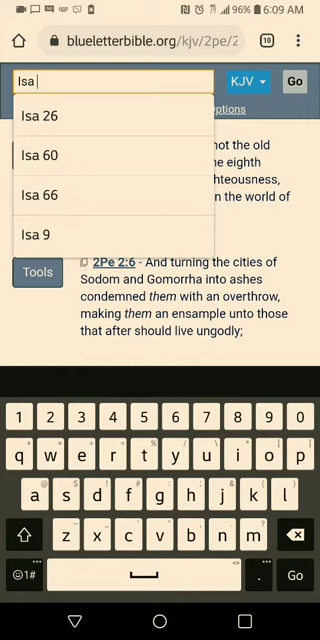 96% 6:09 AM
blueletterbible.org/kjv/2pe/2 10
Isa KJV Go
Options
Isa 26
Isa 60
Isa 66
Isa 9
not the old
eighth
hteousness,
n the world of
Tools
2Pe 2:6 - And turning the cities of
Sodom and Gomorrha into ashes
condemned them with an overthrow,
making them an ensample unto those
that after should live ungodly;
1 2 3 4 5 6 7 8 9 0
q w e r t y u i o p
a s d f g h j k l
z x c v b n m
!#1 . Go